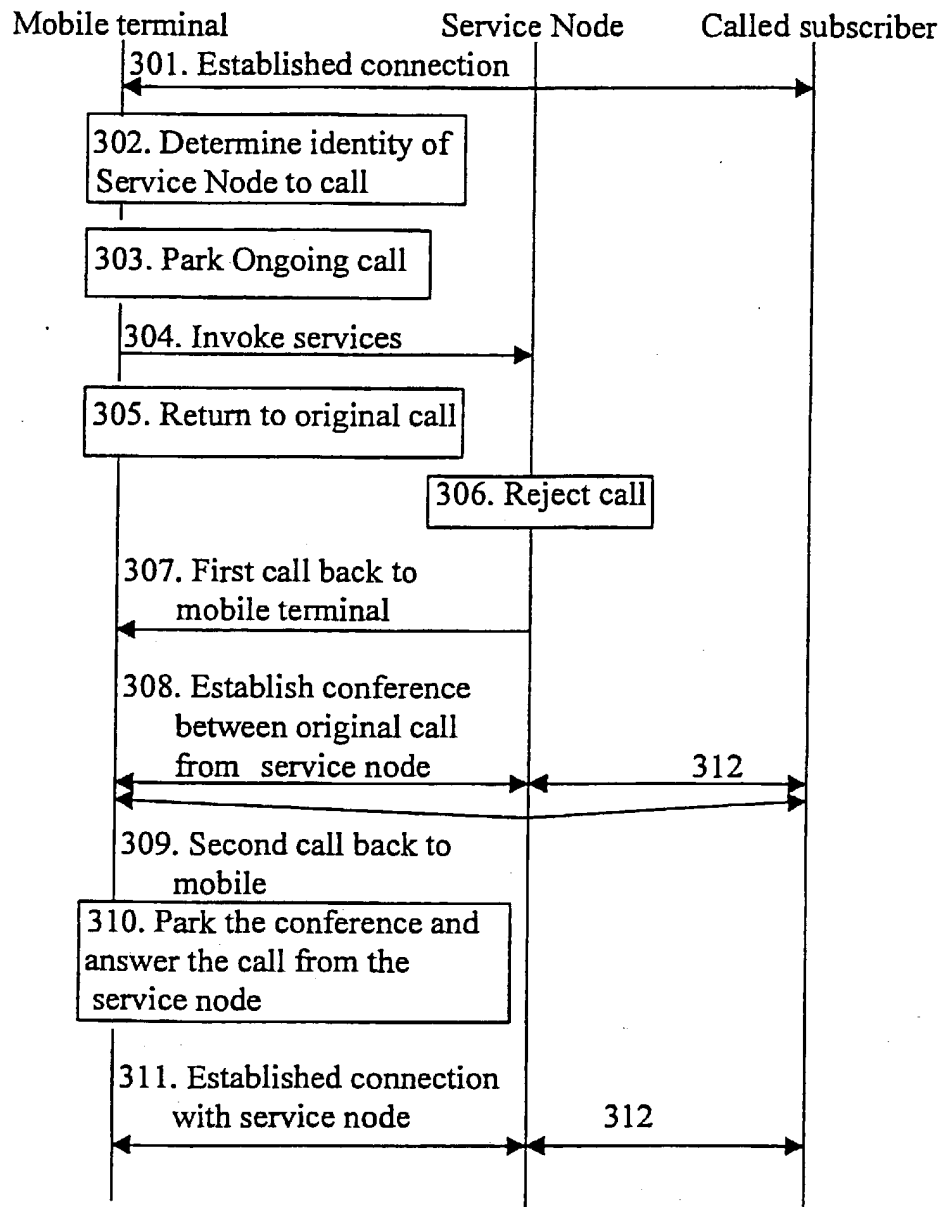 Mobile terminal Service Node Called subscriber
301. Established connection
302. Determine identity of
Service Node to call
303. Park Ongoing call
304. Invoke services
305. Return to original call
306. Reject call
307. First call back to
mobile terminal
308. Establish conference
between original call
from service node
312
309. Second call back to
mobile
310. Park the conference and
answer the call from the
service node
311. Established connection
with service node
312